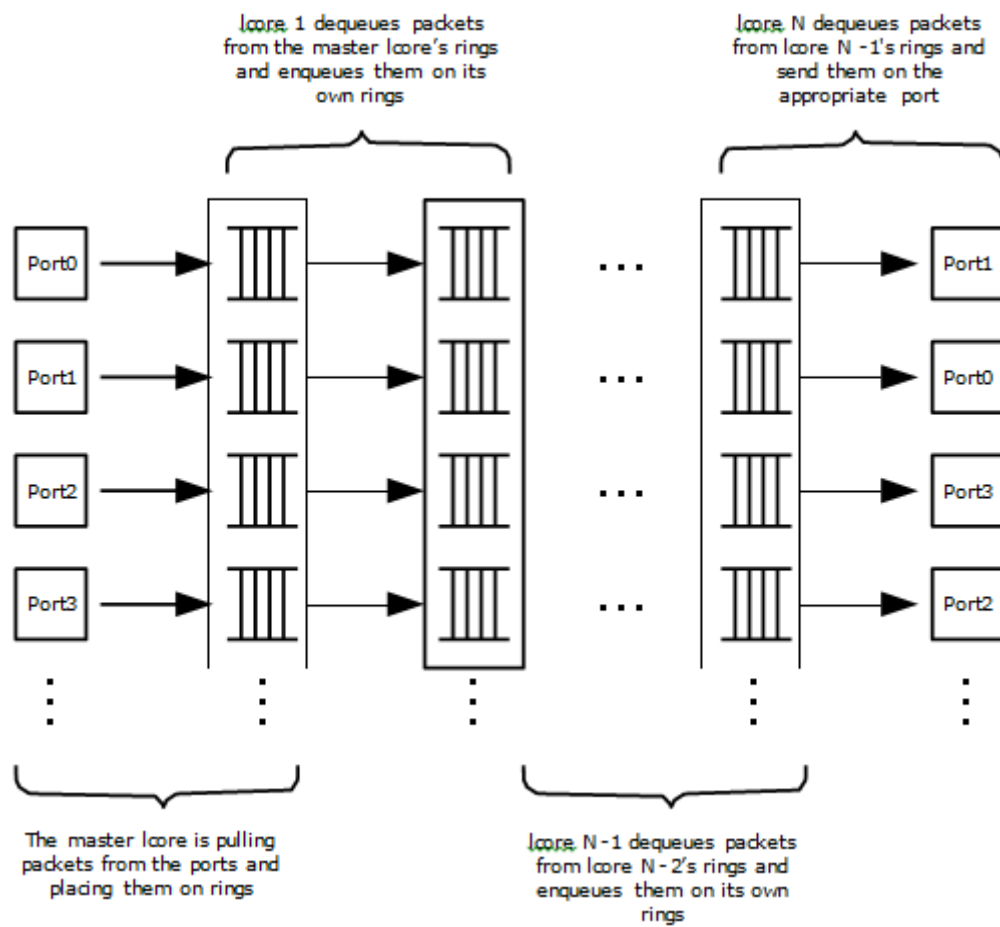 lcore 1 dequeues packets
from the master lcore's rings
and enqueues them on its
own rings
lcore N dequeues packets
from lcore N -1's rings and
send them on the
appropriate port
Port0
Port1
Port1
Port0
Port2
Port3
Port3
Port2
The master lcore is pulling
packets from the ports and
placing them on rings
lcore N-1 dequeues packets
from lcore N-2's rings and
enqueues them on its own
rings